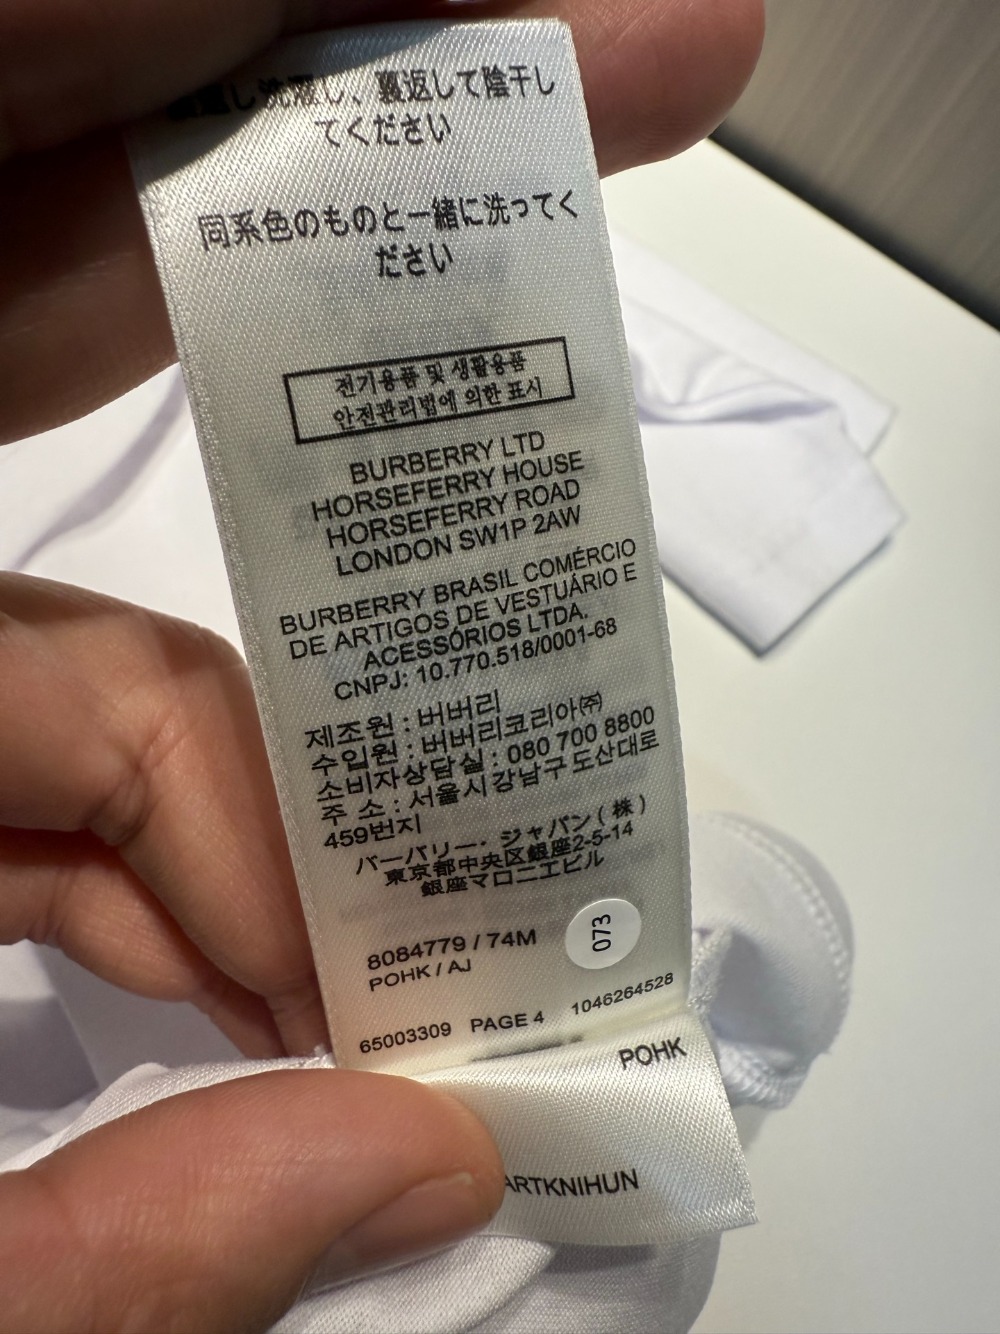 返し洗濯し、裏返して陰干し
てください
同系色のものと一緒に洗ってく
ださい
전기용품 및 생활용품
안전관리법에 의한 표시
BURBERRY LTD
HORSEFERRY HOUSE
HORSEFERRY ROAD
LONDON SW1P 2AW
BURBERRY BRASIL COMÉRCIO
DE ARTIGOS DE VESTUÁRIO E
ACESSÓRIOS LTDA.
CNPJ: 10.770.518/0001-68
제조원 : 버버리
수입원 : 버버리코리아㈜
소비자상담실 : 080 700 8800
주 소 : 서울시강남구도산대로
459번지
バーバリー・ジャパン(株)
東京都中央区銀座2-5-14
銀座マロニエビル
8084779 / 74M
073
POHK / AJ
65003309 PAGE 4 1046264528
POHK
ARTKNIHUN